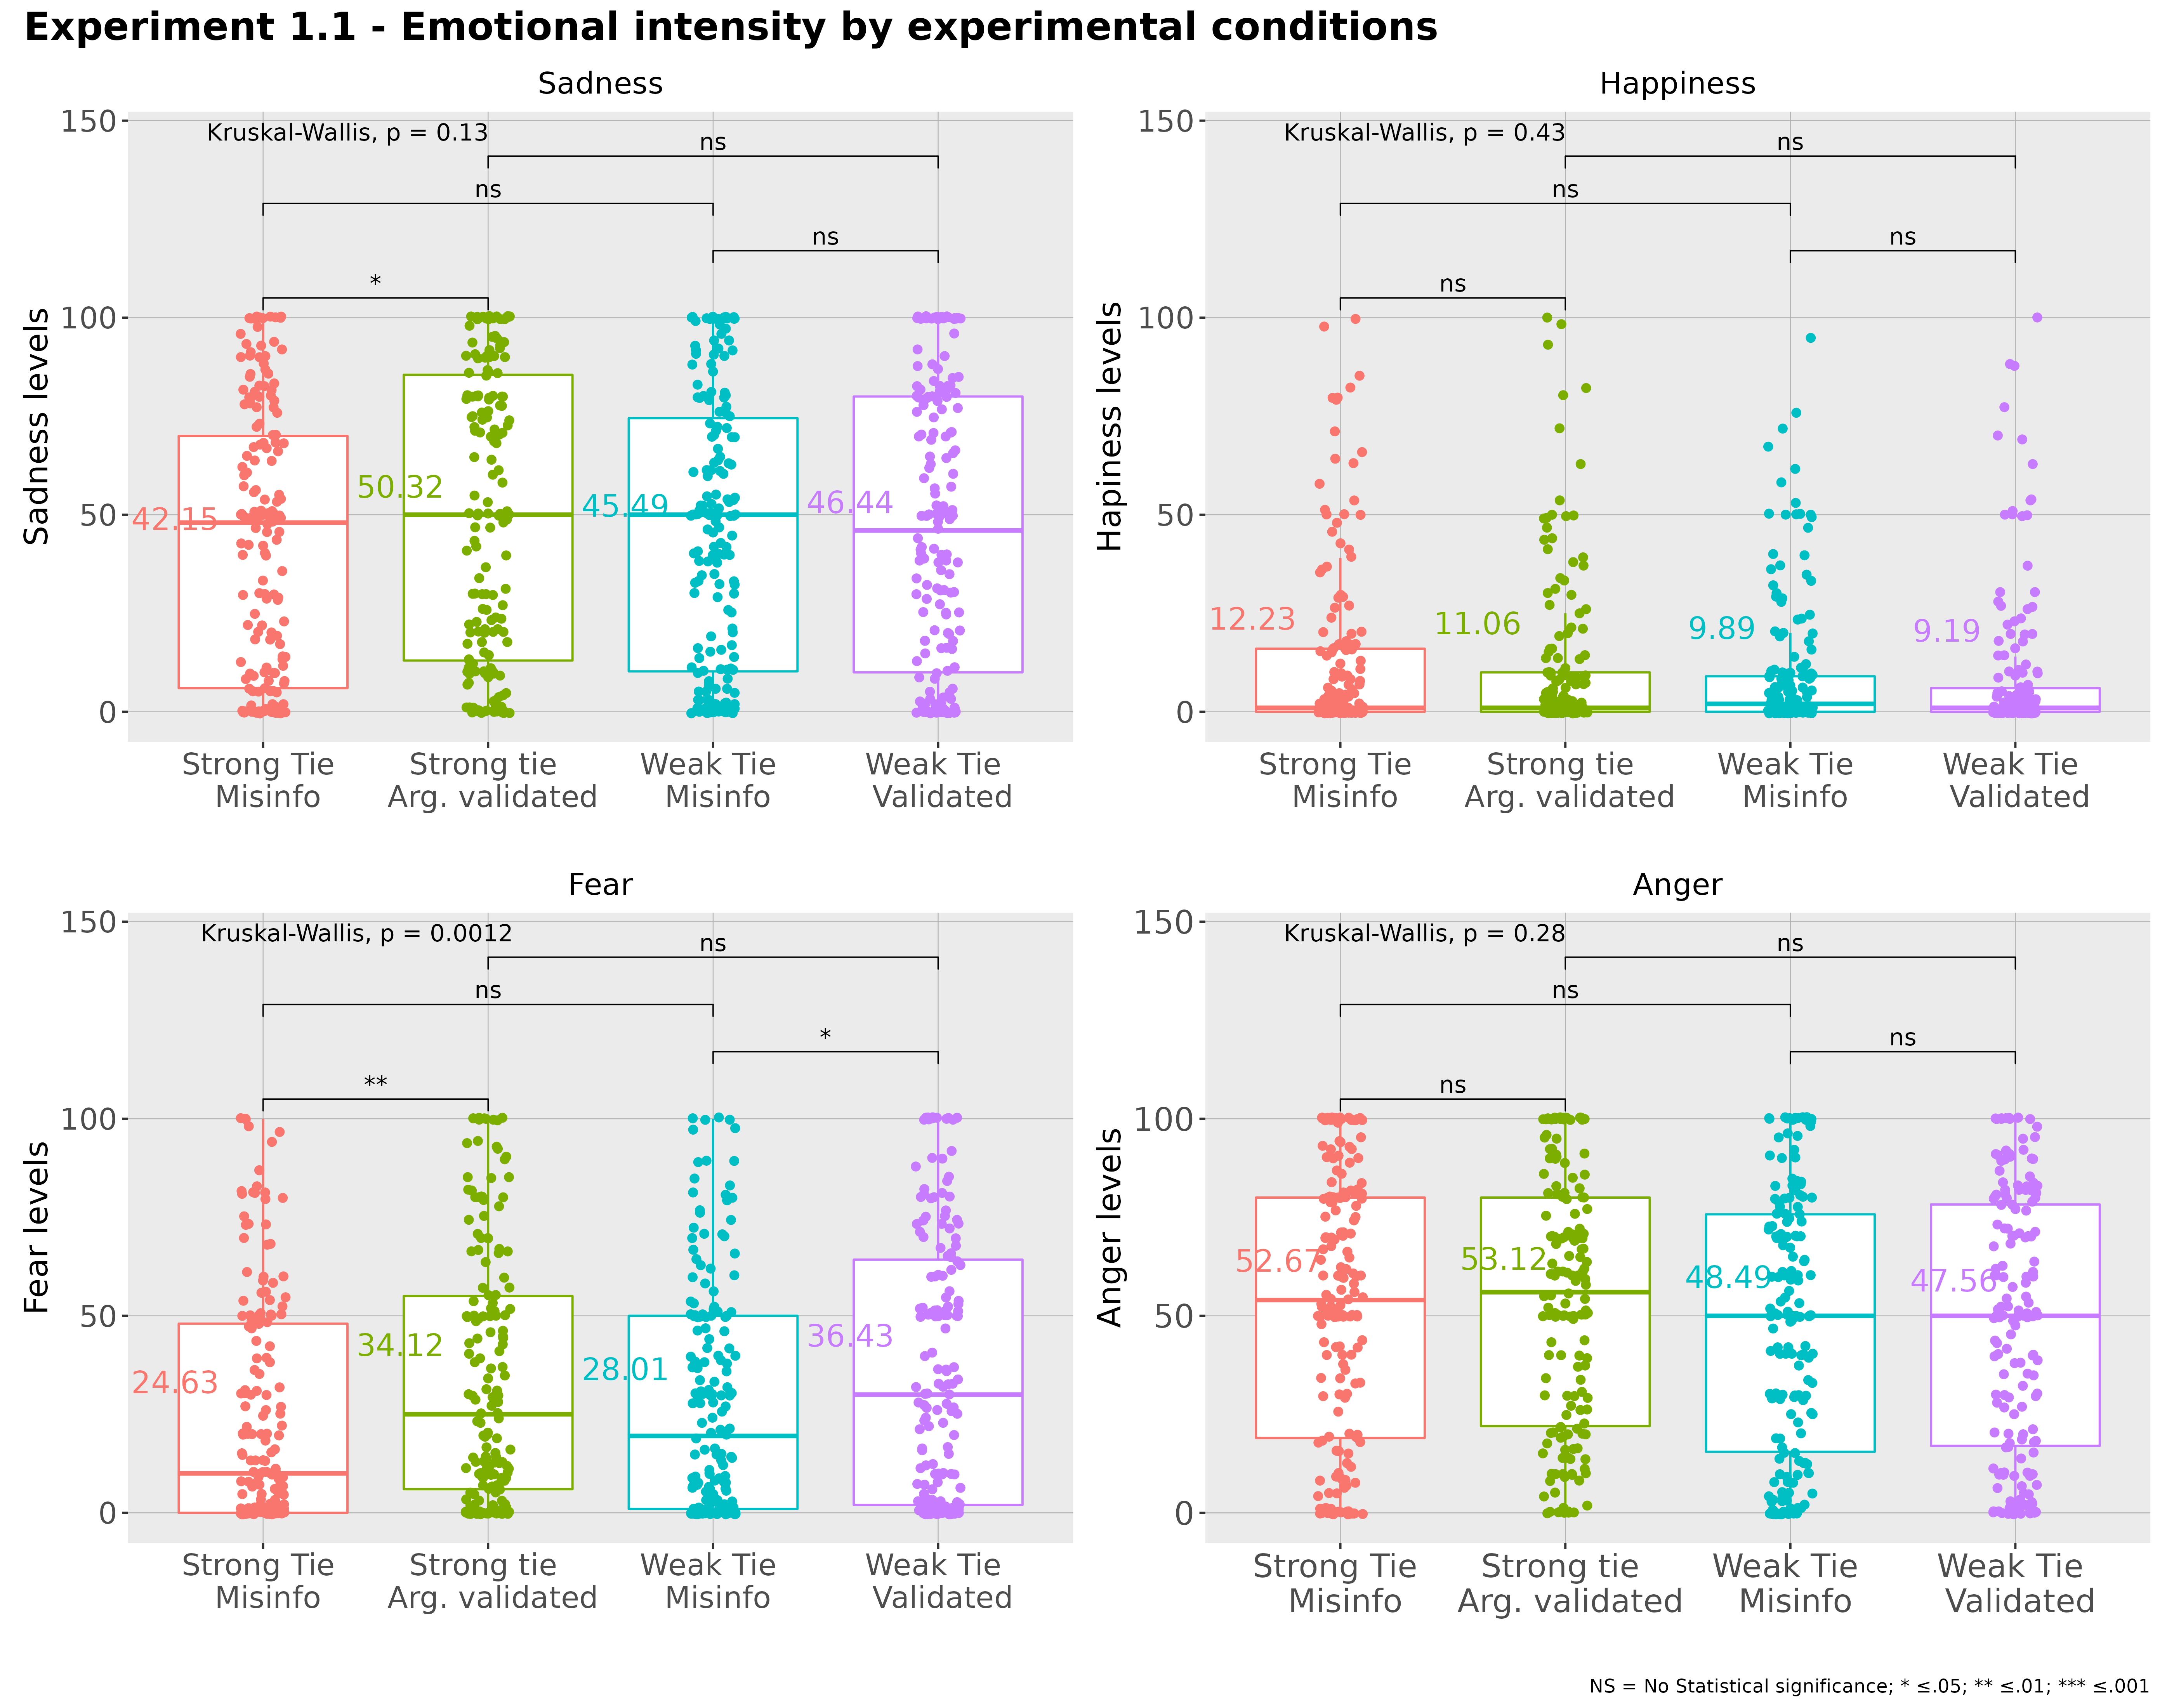 Experiment 1.1 - Emotional intensity by experimental conditions
Sadness
Sadness levels
150
100
50
0
Kruskal-Wallis, p = 0.13
ns
ns
ns
*
42.15
50.32
45.49
46.44
Strong Tie
Misinfo
Strong tie
Arg. validated
Weak Tie
Misinfo
Weak Tie
Validated
Happiness
Hapiness levels
150
100
50
0
Kruskal-Wallis, p = 0.43
ns
ns
ns
ns
12.23
11.06
9.89
9.19
Strong Tie
Misinfo
Strong tie
Arg. validated
Weak Tie
Misinfo
Weak Tie
Validated
Fear
Fear levels
150
100
50
0
Kruskal-Wallis, p = 0.0012
ns
ns
*
**
24.63
34.12
28.01
36.43
Strong Tie
Misinfo
Strong tie
Arg. validated
Weak Tie
Misinfo
Weak Tie
Validated
Anger
Anger levels
150
100
50
0
Kruskal-Wallis, p = 0.28
ns
ns
ns
ns
52.67
53.12
48.49
47.56
Strong Tie
Misinfo
Strong tie
Arg. validated
Weak Tie
Misinfo
Weak Tie
Validated
NS = No Statistical significance; * ≤.05; ** ≤.01; *** ≤.001